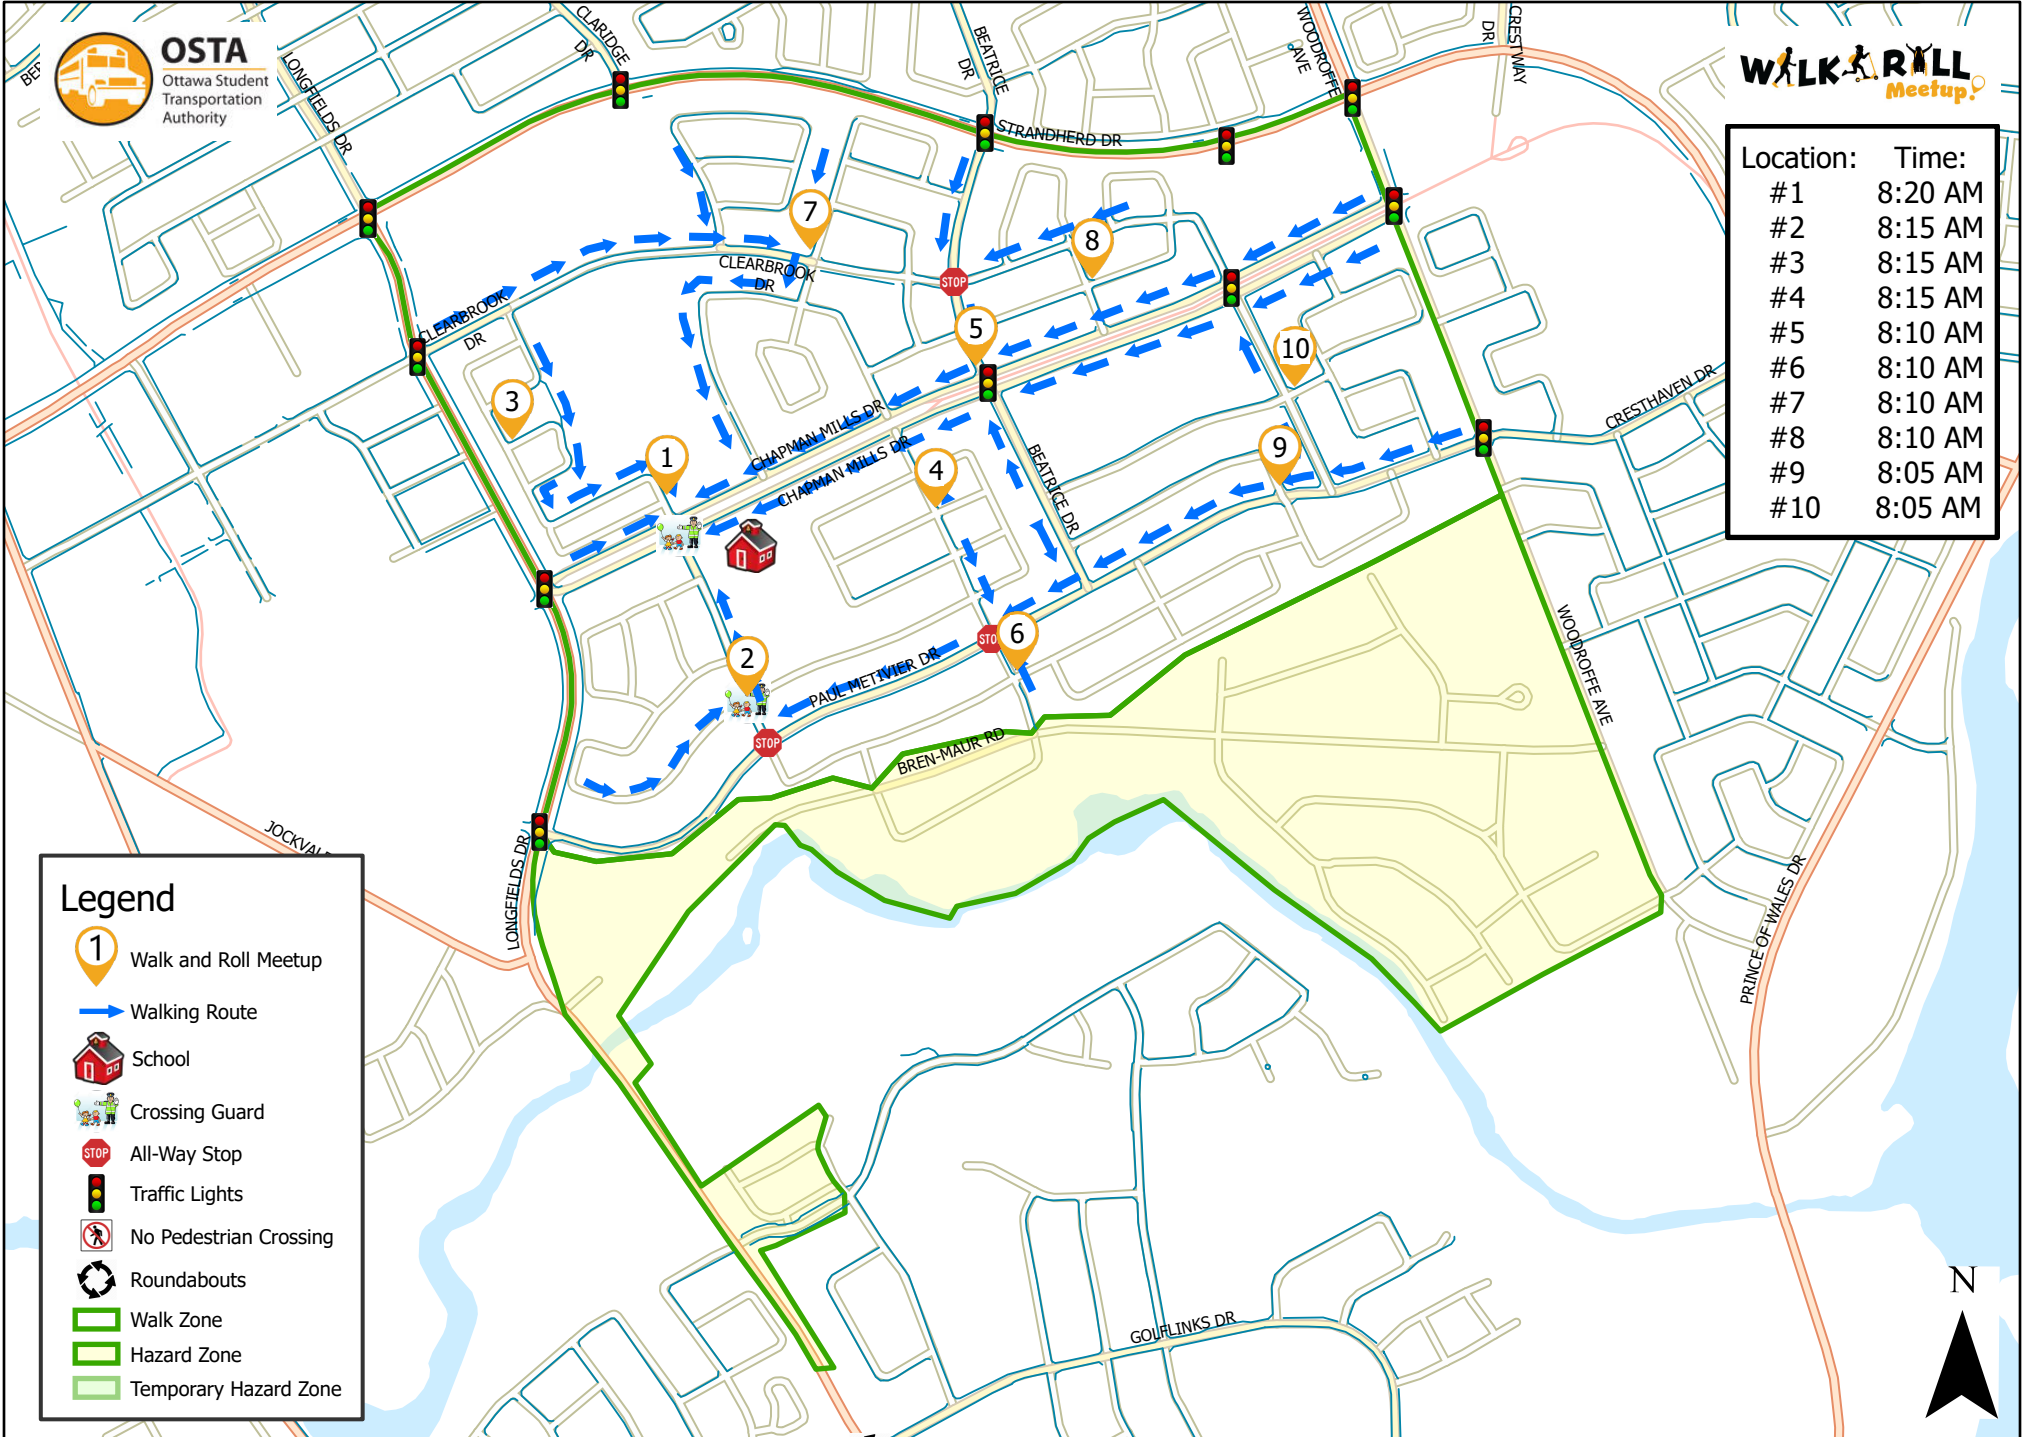 OSTA
Ottawa Student
Transportation
Authority
WALK & ROLL
Meetup!
Location: Time:
#1 8:20 AM
#2 8:15 AM
#3 8:15 AM
#4 8:15 AM
#5 8:10 AM
#6 8:10 AM
#7 8:10 AM
#8 8:10 AM
#9 8:05 AM
#10 8:05 AM
LONGFIELDS DR
CLARIDGE
DR
BEATRICE
DR
WOODROFFE
AVE
CRESTWAY
DR
STRANDHERD DR
7
8
CLEARBROOK
DR
CLEARBROOK
DR
5
10
3
CRESTHAVEN DR
1
CHAPMAN MILLS DR
CHAPMAN MILLS DR
4
9
BEATRICE DR
STOP
6
STO
2
PAUL METIVIER DR
WOODROFFE AVE
STOP
BREN-MAUR RD
JOCKVAL
LONGFIELDS DR
PRINCE OF WALES DR
GOLFLINKS DR
N
Legend
1
Walk and Roll Meetup
Walking Route
School
Crossing Guard
STOP
All-Way Stop
Traffic Lights
No Pedestrian Crossing
Roundabouts
Walk Zone
Hazard Zone
Temporary Hazard Zone